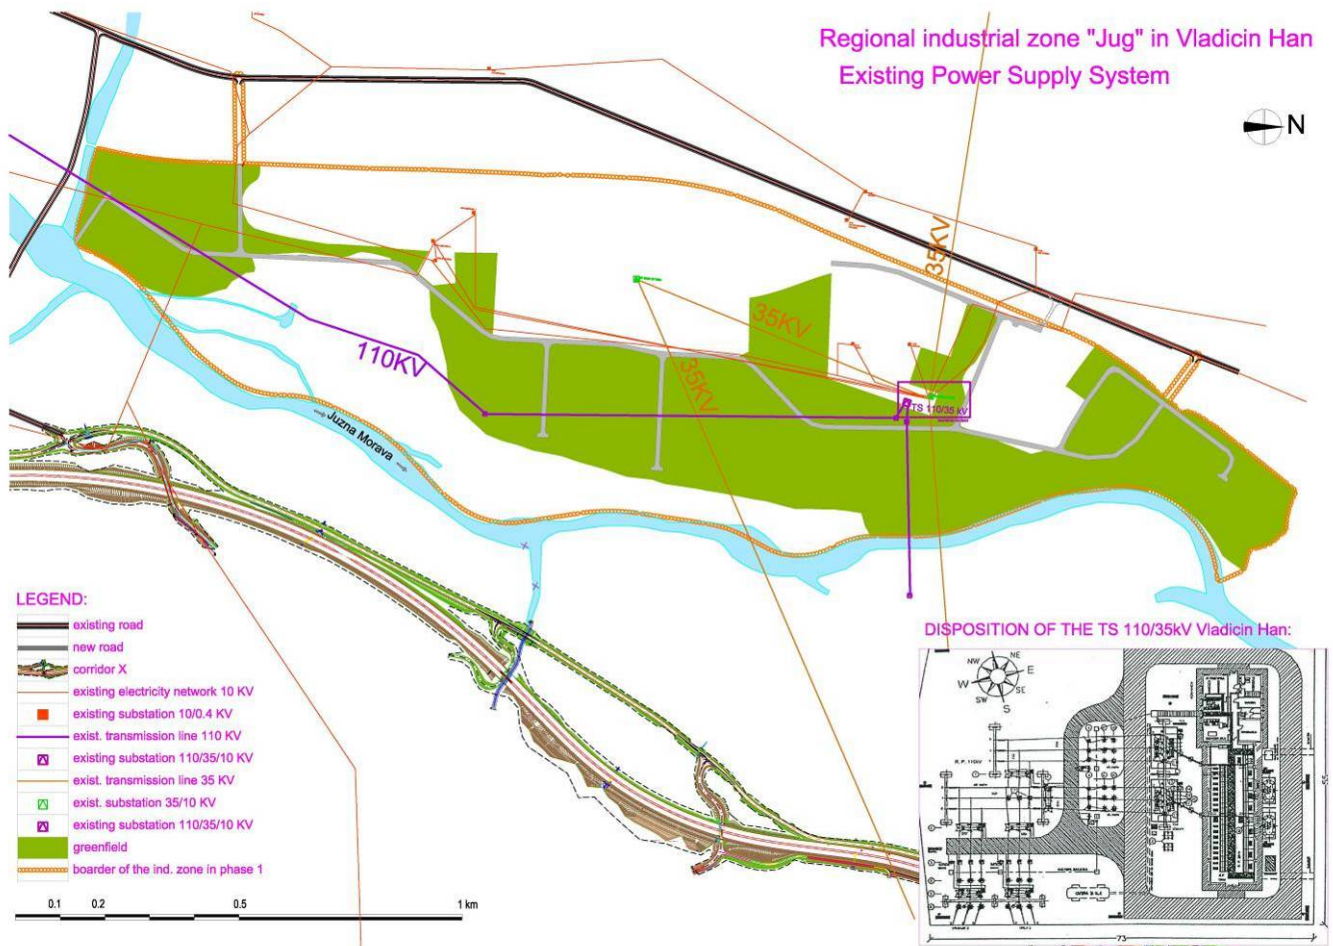 Regional industrial zone "Jug" in Vladicin Han
Existing Power Supply System
N
35KV
35KV
35KV
110KV
TS 110/35 kV
Juzna Morava
LEGEND:
existing road
new road
corridor X
existing electricity network 10 KV
existing substation 10/0.4 KV
exist. transmission line 110 KV
existing substation 110/35/10 KV
exist. transmission line 35 KV
exist. substation 35/10 KV
existing substation 110/35/10 KV
greenfield
boarder of the ind. zone in phase 1
0.1 0.2 0.5 1 km
DISPOSITION OF THE TS 110/35kV Vladicin Han:
NW NE
W E
SW SE
S
R.P. 110kV
73
55